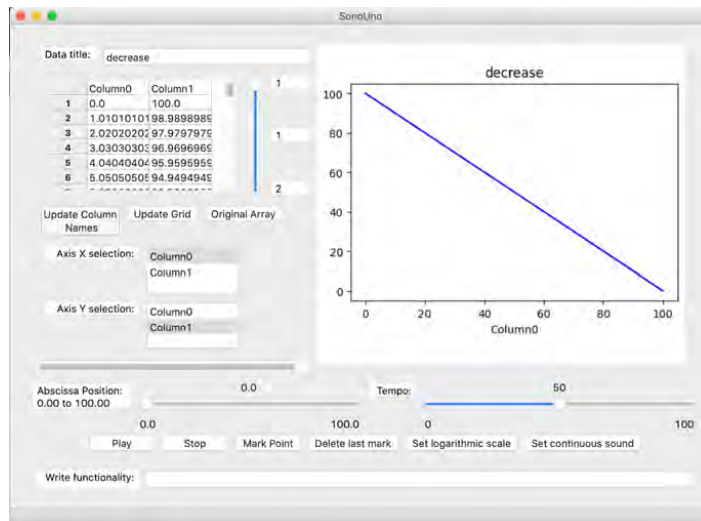 SonoUno
Data title: decrease
Column0 Column1
1 0.0 100.0
2 1.01010101 98.9898989
3 2.02020202 97.9797979
4 3.03030303 96.9696969
5 4.04040404 95.9595959
6 5.05050505 94.9494949
1
1
2
Update Column Names Update Grid Original Array
Axis X selection: Column0
Column1
Axis Y selection: Column0
Column1
decrease
100
80
60
40
20
0
0 20 40 60 80 100
Column0
Abscissa Position: 0.0 Tempo: 50
0.00 to 100.00
0.0 100.0 0 100
Play Stop Mark Point Delete last mark Set logarithmic scale Set continuous sound
Write functionality: